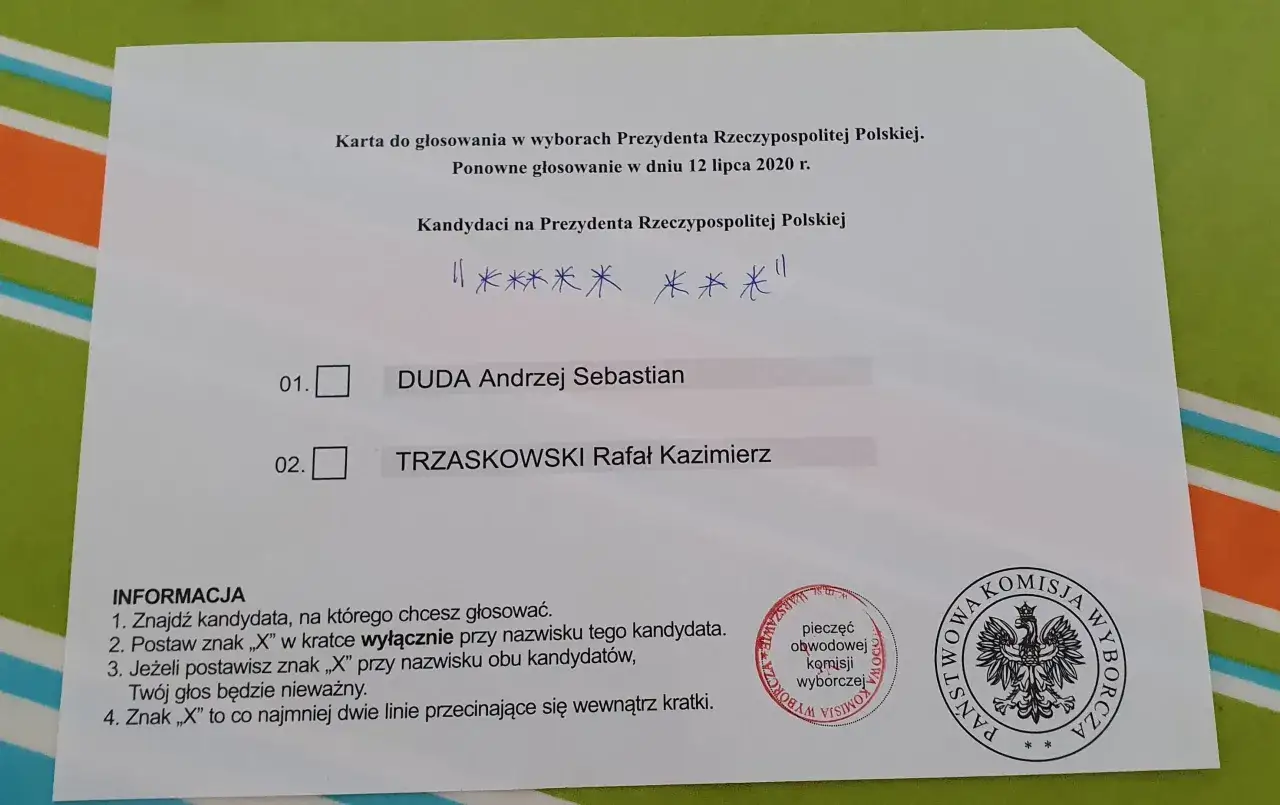 Karta do głosowania w wyborach Prezydenta Rzeczypospolitej Polskiej.
Ponowne głosowanie w dniu 12 lipca 2020 r.
Kandydaci na Prezydenta Rzeczypospolitej Polskiej
"***** ***"
01. DUDA Andrzej Sebastian
02. TRZASKOWSKI Rafał Kazimierz
INFORMACJA
1. Znajdź kandydata, na którego chcesz głosować.
2. Postaw znak „X” w kratce wyłącznie przy nazwisku tego kandydata.
3. Jeżeli postawisz znak „X” przy nazwisku obu kandydatów,
Twój głos będzie nieważny.
4. Znak „X” to co najmniej dwie linie przecinające się wewnątrz kratki.
pieczęć
obwodowej
komisji
wyborczej
KOMISJA WYBORCZA
WARSZAWIE
PAŃSTWOWA KOMISJA WYBORCZA
* *